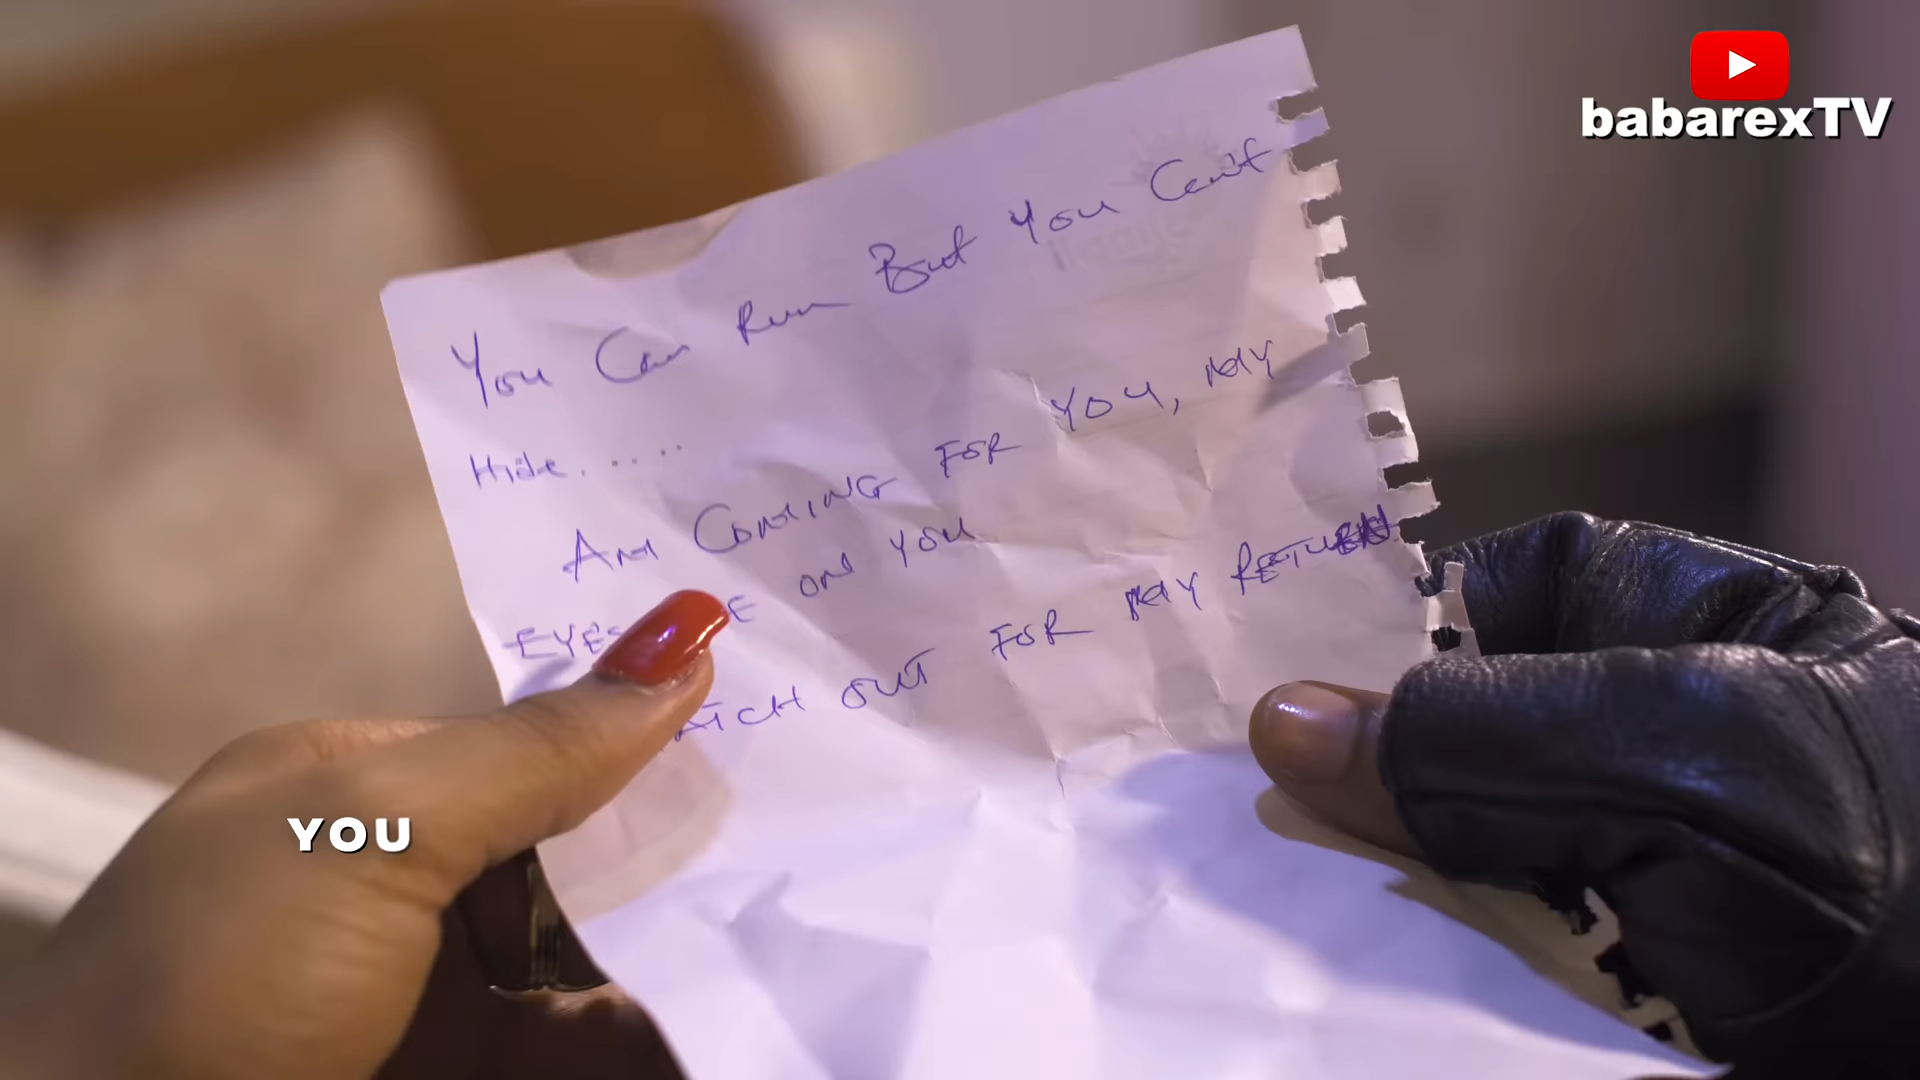 babarexTV
You Can Run But You Can't
Hide.....
Am COMING FOR YOU, MY
EYES ON YOU
OUT FOR MY RETURN
YOU